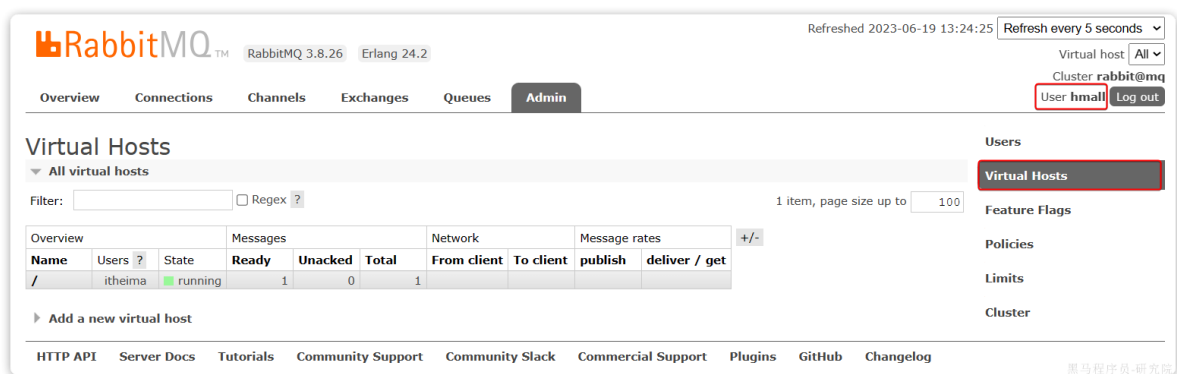 Refreshed 2023-06-19 13:24:25 Refresh every 5 seconds
RabbitMQ TM RabbitMQ 3.8.26 Erlang 24.2
Virtual host All
Cluster rabbit@mq
User hmall Log out
Overview Connections Channels Exchanges Queues Admin
Virtual Hosts
All virtual hosts
Filter: Regex ? 1 item, page size up to 100
Overview Messages Network Message rates +/-
Name Users ? State Ready Unacked Total From client To client publish deliver / get
/ itheima running 1 0 1
Add a new virtual host
Users
Virtual Hosts
Feature Flags
Policies
Limits
Cluster
HTTP API Server Docs Tutorials Community Support Community Slack Commercial Support Plugins GitHub Changelog
黑马程序员-研究院